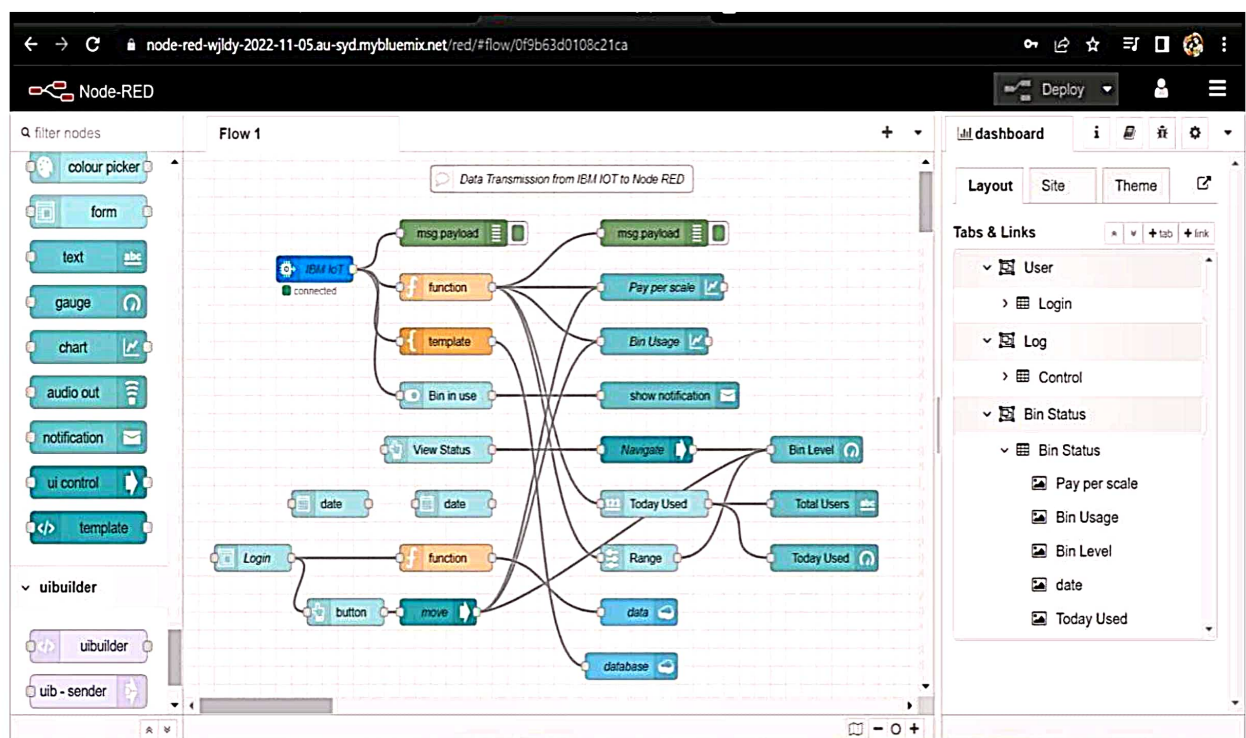 node-red-wjldy-2022-11-05.au-syd.mybluemix.net/red/#flow/0f9b63d0108c21ca
Node-RED
Deploy
filter nodes
colour picker
form
text
abc
gauge
chart
audio out
notification
ui control
template
uibuilder
uibuilder
uib - sender
Flow 1
Data Transmission from IBM IOT to Node RED
msg.payload
msg.payload
IBM IoT
connected
function
Pay per scale
template
Bin Usage
Bin in use
show notification
View Status
Navigate
Bin Level
date
date
Today Used
Total Users
abc
Login
function
Range
Today Used
button
move
data
database
dashboard
i
Layout
Site
Theme
Tabs & Links
+ tab
+ link
User
Login
Log
Control
Bin Status
Bin Status
Pay per scale
Bin Usage
Bin Level
date
Today Used